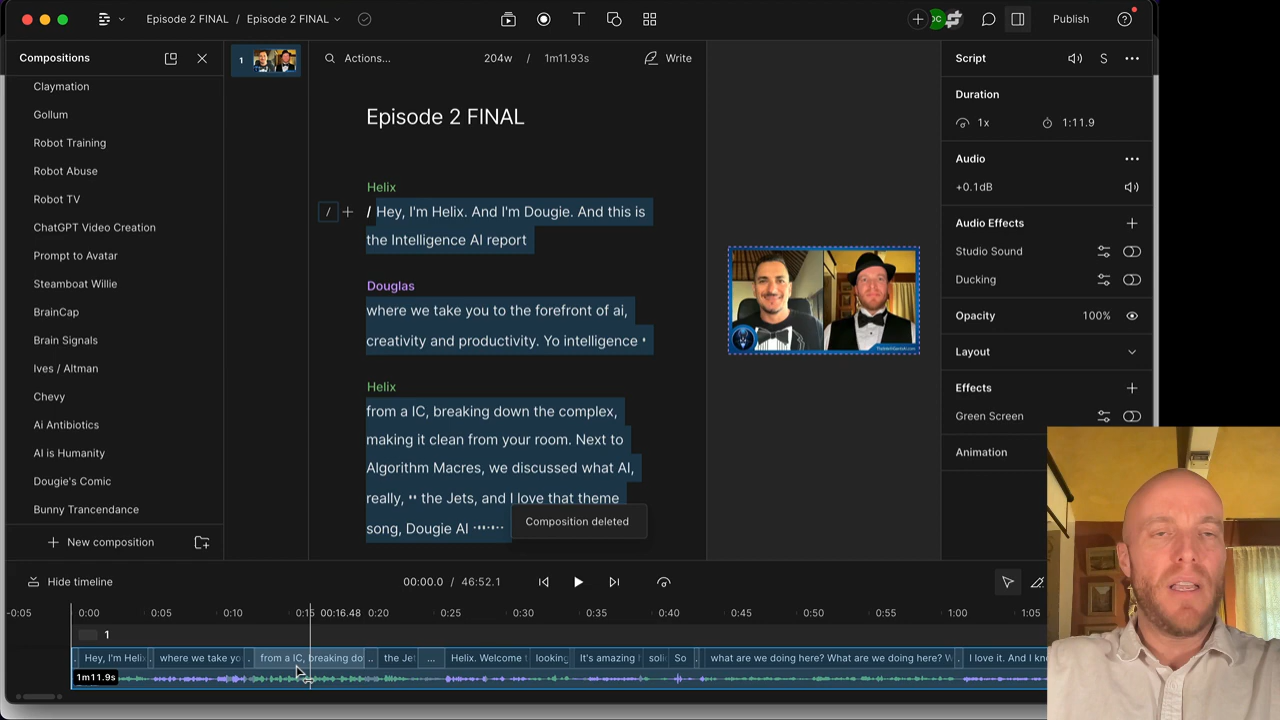 Episode 2 FINAL / Episode 2 FINAL
DC
Publish
Compositions
Claymation
Gollum
Robot Training
Robot Abuse
Robot TV
ChatGPT Video Creation
Prompt to Avatar
Steamboat Willie
BrainCap
Brain Signals
Ives / Altman
Chevy
Ai Antibiotics
AI is Humanity
Dougie's Comic
Bunny Trancendance
New composition
1
Actions...
204w / 1m11.93s
Write
Episode 2 FINAL
Helix
/ + / Hey, I'm Helix. And I'm Dougie. And this is
the Intelligence AI report
Douglas
where we take you to the forefront of ai,
creativity and productivity. Yo intelligence
Helix
from a IC, breaking down the complex,
making it clean from your room. Next to
Algorithm Macres, we discussed what AI,
really, the Jets, and I love that theme
song, Dougie AI
Composition deleted
Script
S
Duration
1x
1:11.9
Audio
+0.1dB
Audio Effects
Studio Sound
Ducking
Opacity
100%
Layout
Effects
Green Screen
Animation
Hide timeline
00:00.0 / 46:52.1
-0:05 0:00 0:05 0:10 0:15 00:16.48 0:20 0:25 0:30 0:35 0:40 0:45 0:50 0:55 1:00 1:05
1
Hey, I'm Heli where we take yo from a IC, breaking do the Je ... Helix. Welcome looking It's amazing soli So what are we doing here? What are we doing here? I love it. And I kn
1m11.9s